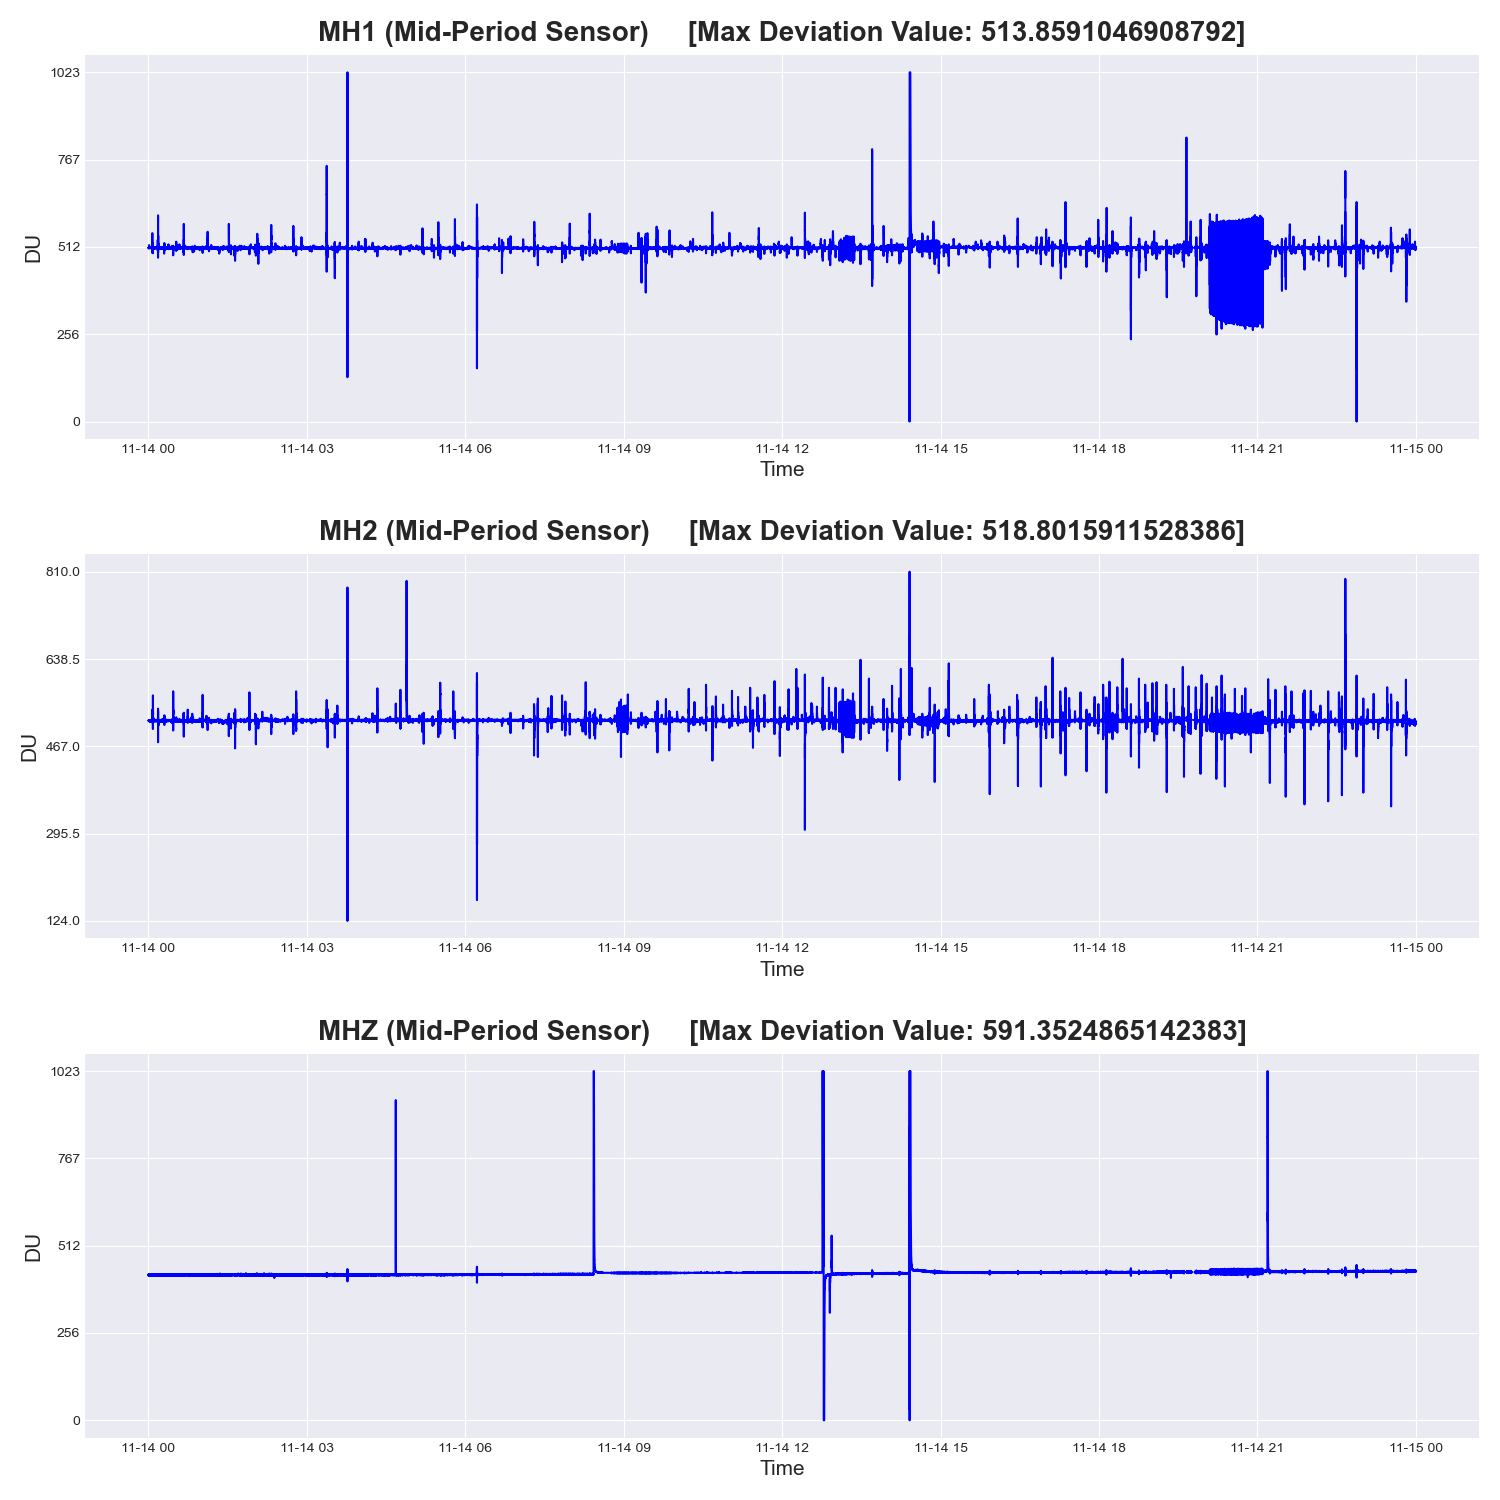 MH1 (Mid-Period Sensor)     [Max Deviation Value: 513.8591046908792]
1023
767
512
256
0
DU
11-14 00 11-14 03 11-14 06 11-14 09 11-14 12 11-14 15 11-14 18 11-14 21 11-15 00
Time
MH2 (Mid-Period Sensor)     [Max Deviation Value: 518.8015911528386]
810.0
638.5
467.0
295.5
124.0
DU
11-14 00 11-14 03 11-14 06 11-14 09 11-14 12 11-14 15 11-14 18 11-14 21 11-15 00
Time
MHZ (Mid-Period Sensor)     [Max Deviation Value: 591.3524865142383]
1023
767
512
256
0
DU
11-14 00 11-14 03 11-14 06 11-14 09 11-14 12 11-14 15 11-14 18 11-14 21 11-15 00
Time